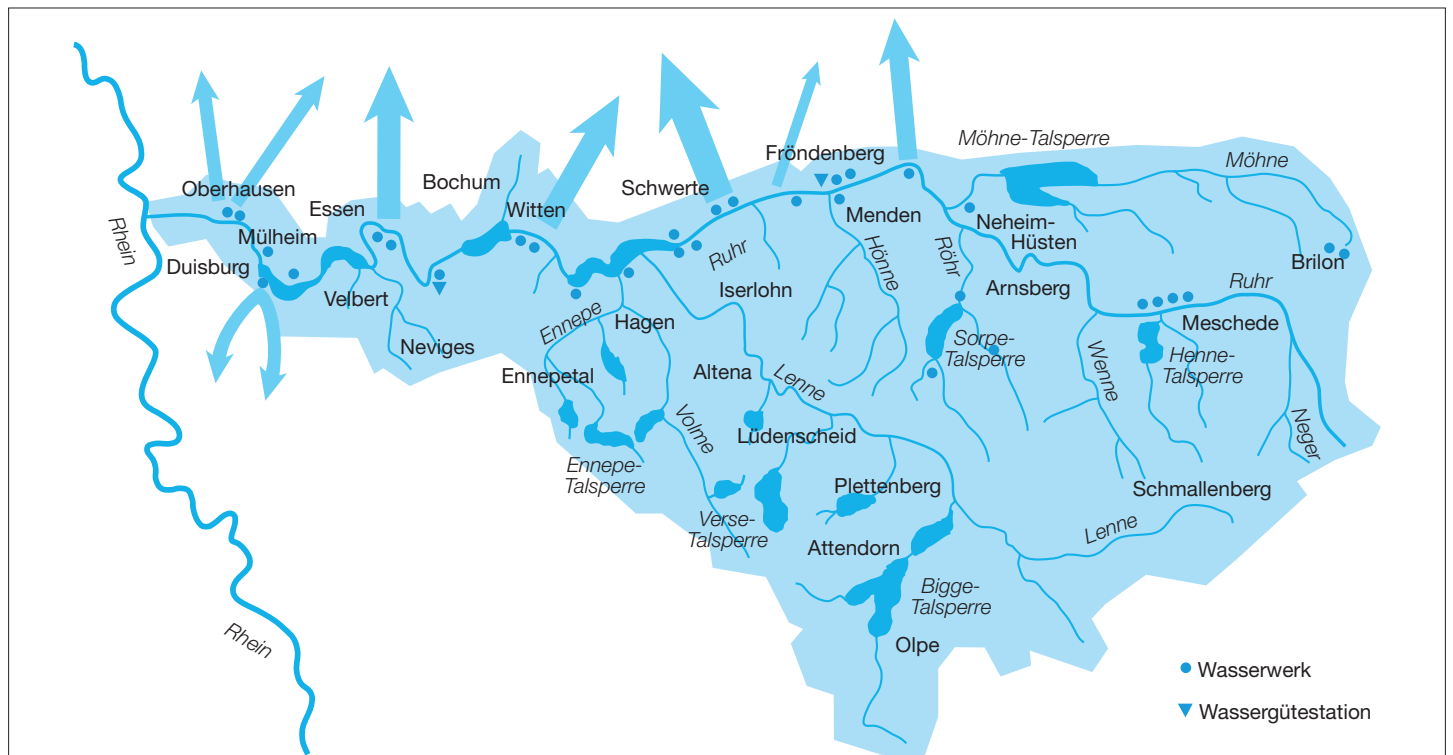 Möhne-Talsperre
Fröndenberg
Möhne
Oberhausen
Bochum
Schwerte
Essen
Witten
Menden
Neheim-
Hüsten
Rhein
Mülheim
Ruhr
Hönne
Röhr
Brilon
Duisburg
Velbert
Iserlohn
Arnsberg
Ruhr
Ennepe
Hagen
Meschede
Neviges
Sorpe-
Talsperre
Wenne
Henne-
Talsperre
Ennepetal
Altena
Lenne
Volme
Lüdenscheid
Neger
Ennepe-
Talsperre
Plettenberg
Schmallenberg
Verse-
Talsperre
Lenne
Attendorn
Bigge-
Talsperre
Rhein
Olpe
Wasserwerk
Wassergütestation